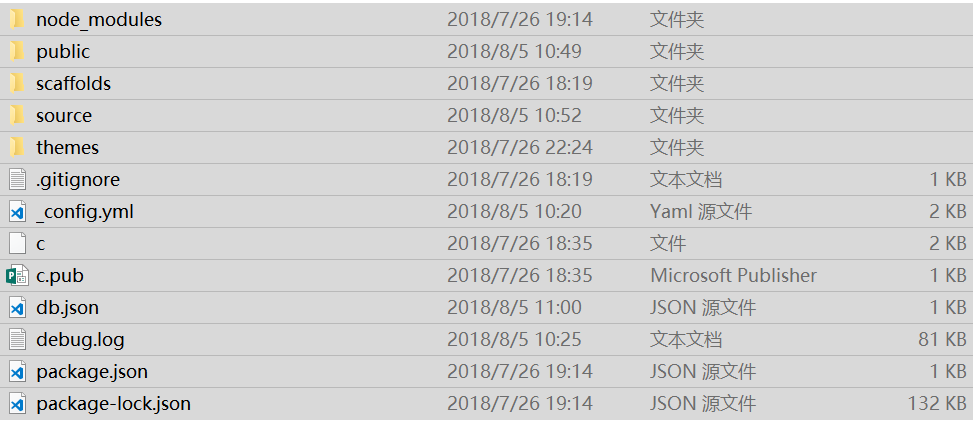 node_modules 2018/7/26 19:14 文件夹
public 2018/8/5 10:49 文件夹
scaffolds 2018/7/26 18:19 文件夹
source 2018/8/5 10:52 文件夹
themes 2018/7/26 22:24 文件夹
.gitignore 2018/7/26 18:19 文本文档 1 KB
_config.yml 2018/8/5 10:20 Yaml 源文件 2 KB
c 2018/7/26 18:35 文件 2 KB
c.pub 2018/7/26 18:35 Microsoft Publisher 1 KB
db.json 2018/8/5 11:00 JSON 源文件 1 KB
debug.log 2018/8/5 10:25 文本文档 81 KB
package.json 2018/7/26 19:14 JSON 源文件 1 KB
package-lock.json 2018/7/26 19:14 JSON 源文件 132 KB